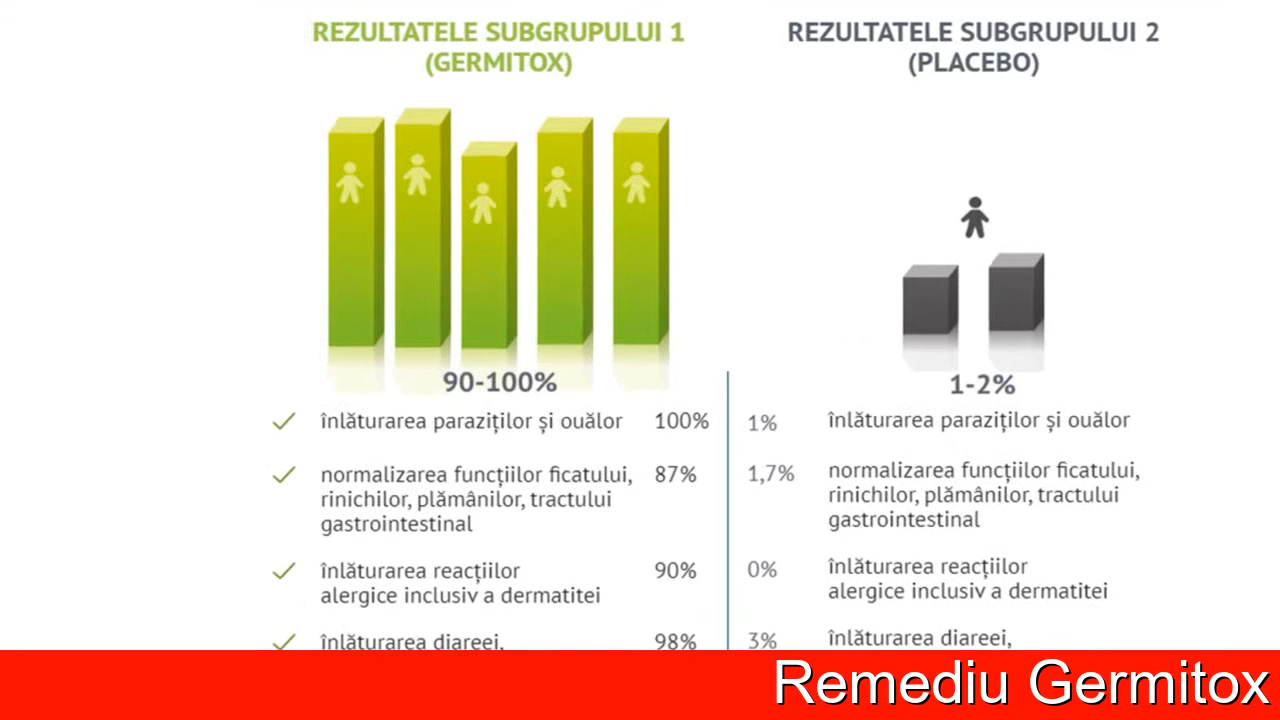 REZULTATELE SUBGRUPULUI 1
(GERMITOX)
90-100%
înlăturarea paraziților și ouălor 100%
normalizarea funcțiilor ficatului, 87%
rinichilor, plămânilor, tractului
gastrointestinal
înlăturarea reacțiilor 90%
alergice inclusiv a dermatitei
înlăturarea diareei, 98%
REZULTATELE SUBGRUPULUI 2
(PLACEBO)
1-2%
1% înlăturarea paraziților și ouălor
1,7% normalizarea funcțiilor ficatului,
rinichilor, plămânilor, tractului
gastrointestinal
0% înlăturarea reacțiilor
alergice inclusiv a dermatitei
3% înlăturarea diareei,
Remediu Germitox